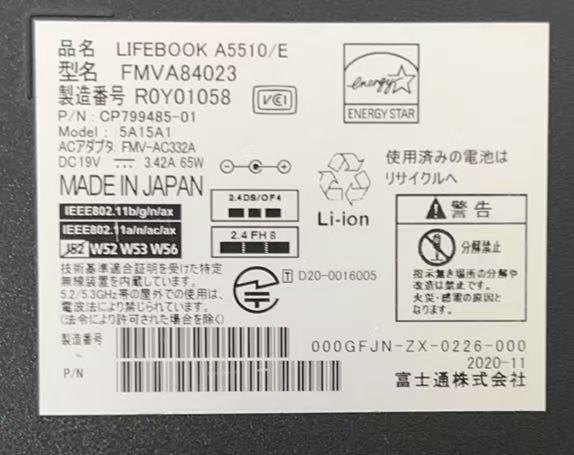 品名 LIFEBOOK A5510/E
型名 FMVA84023
製造番号 R0Y01058
VCCI
P/N: CP799485-01
Model: 5A15A1
ACアダプタ: FMV-AC332A
DC19V 3.42A 65W
MADE IN JAPAN
IEEE802.11b/g/n/ax
IEEE802.11a/n/ac/ax
J52 W52 W53 W56
2.4DS/OF4
2.4FH8
技術基準適合証明を受けた特定
無線装置を内蔵しています。
5.2/5.3GHz帯の屋外での使用は、
電波法により禁じられています。
(法令により許可された場合を除く)
T D20-0016005
energy
ENERGY STAR
Li-ion
使用済みの電池は
リサイクルへ
警告
分解禁止
指示無き場所の分解や
改造は禁止です。
火災・感電の原因と
なります。
製造番号
P/N
000GFJN-ZX-0226-000
2020-11
富士通株式会社